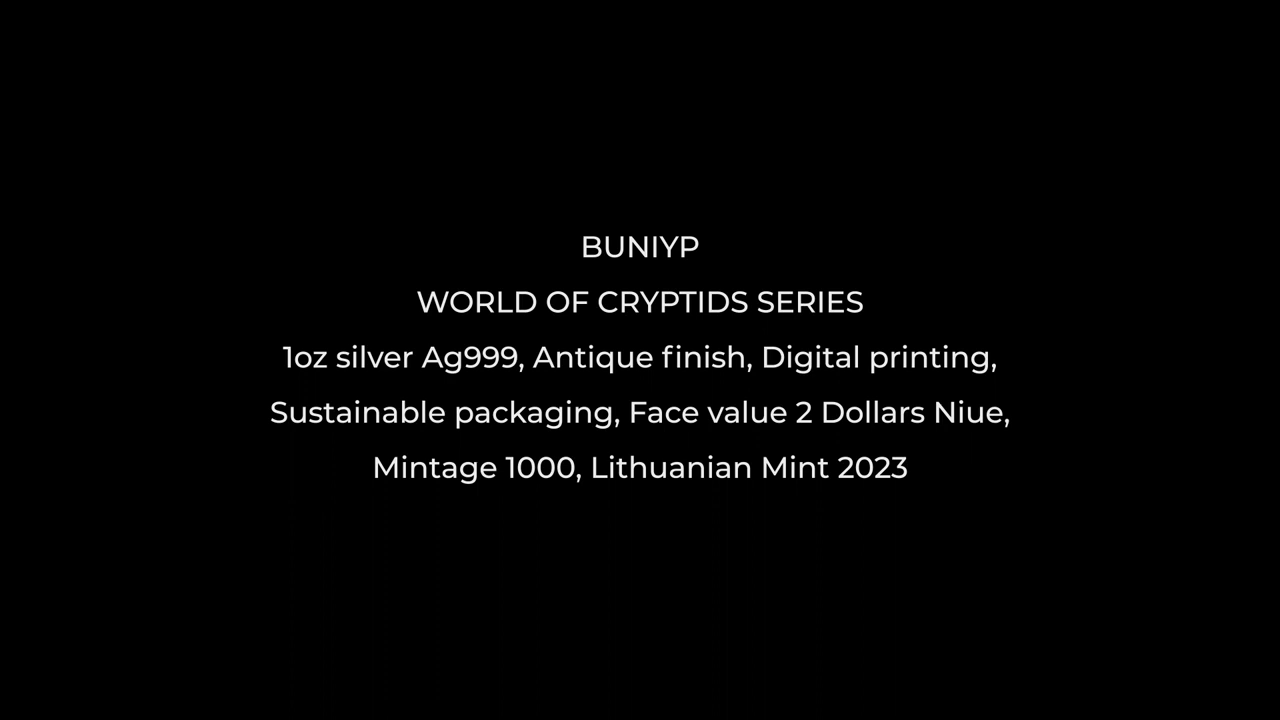 BUNIYP
WORLD OF CRYPTIDS SERIES
1oz silver Ag999, Antique finish, Digital printing,
Sustainable packaging, Face value 2 Dollars Niue,
Mintage 1000, Lithuanian Mint 2023